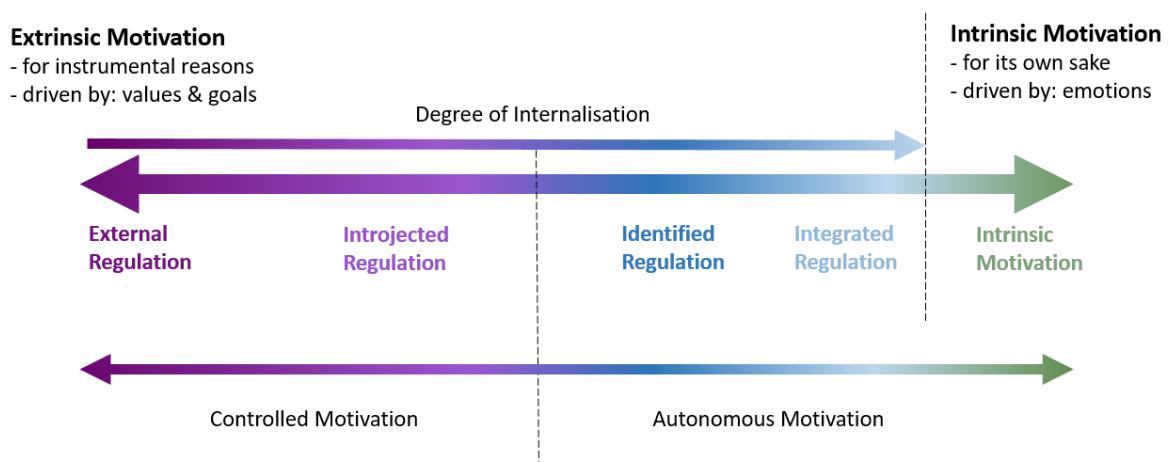 Extrinsic Motivation
- for instrumental reasons
- driven by: values & goals
Intrinsic Motivation
- for its own sake
- driven by: emotions
Degree of Internalisation
External
Regulation
Introjected
Regulation
Identified
Regulation
Integrated
Regulation
Intrinsic
Motivation
Controlled Motivation
Autonomous Motivation